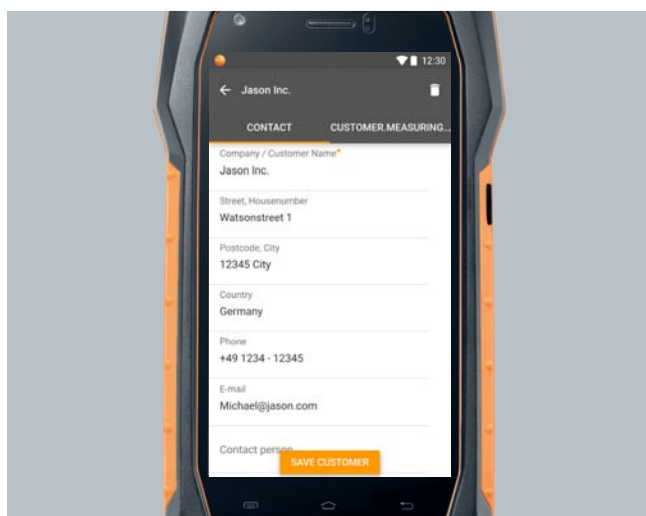 12:30
Jason Inc.
CONTACT CUSTOMER.MEASURING...
Company / Customer Name*
Jason Inc.
Street, Housenumber
Watsonstreet 1
Postcode, City
12345 City
Country
Germany
Phone
+49 1234 - 12345
E-mail
Michael@jason.com
Contact person
SAVE CUSTOMER